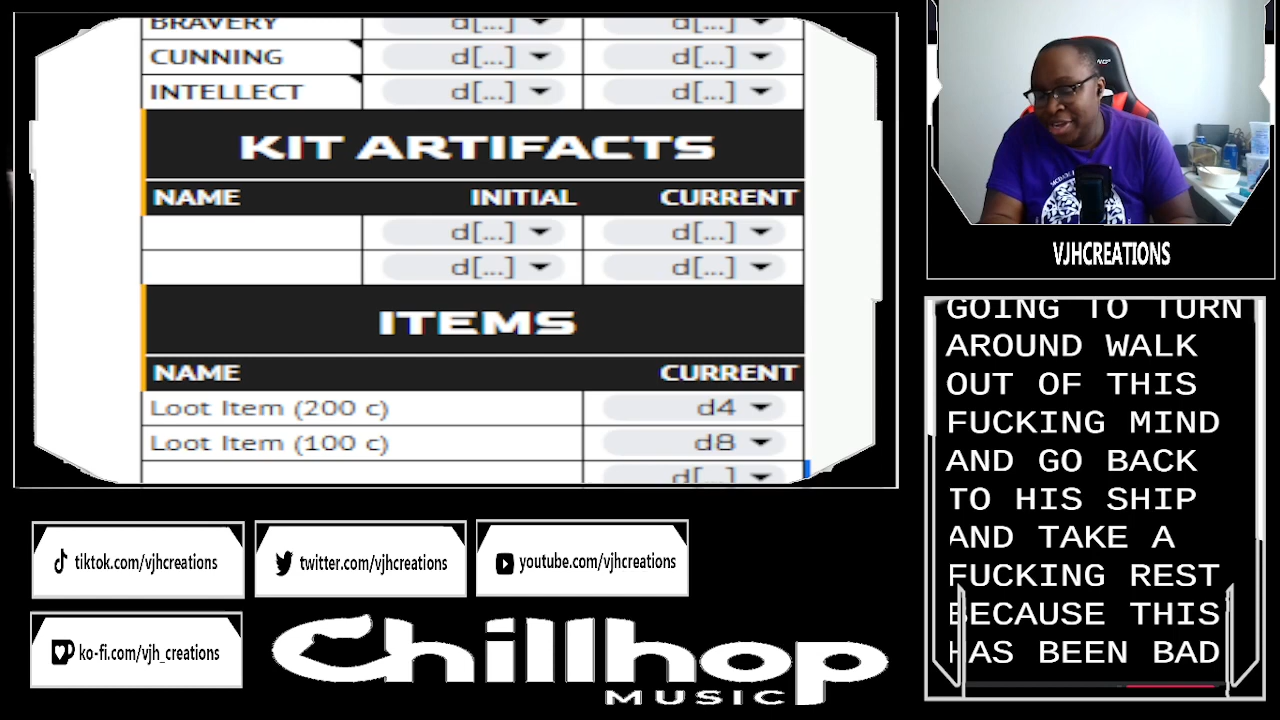 BRAVERY d[...] d[...]
CUNNING d[...] d[...]
INTELLECT d[...] d[...]
KIT ARTIFACTS
NAME INITIAL CURRENT
d[...] d[...]
d[...] d[...]
ITEMS
NAME CURRENT
Loot Item (200 c) d4
Loot Item (100 c) d8
d[...]
VJHCREATIONS
GOING TO TURN
AROUND WALK
OUT OF THIS
FUCKING MIND
AND GO BACK
TO HIS SHIP
AND TAKE A
FUCKING REST
BECAUSE THIS
HAS BEEN BAD
tiktok.com/vjhcreations
twitter.com/vjhcreations
youtube.com/vjhcreations
ko-fi.com/vjh_creations
Chillhop
MUSIC